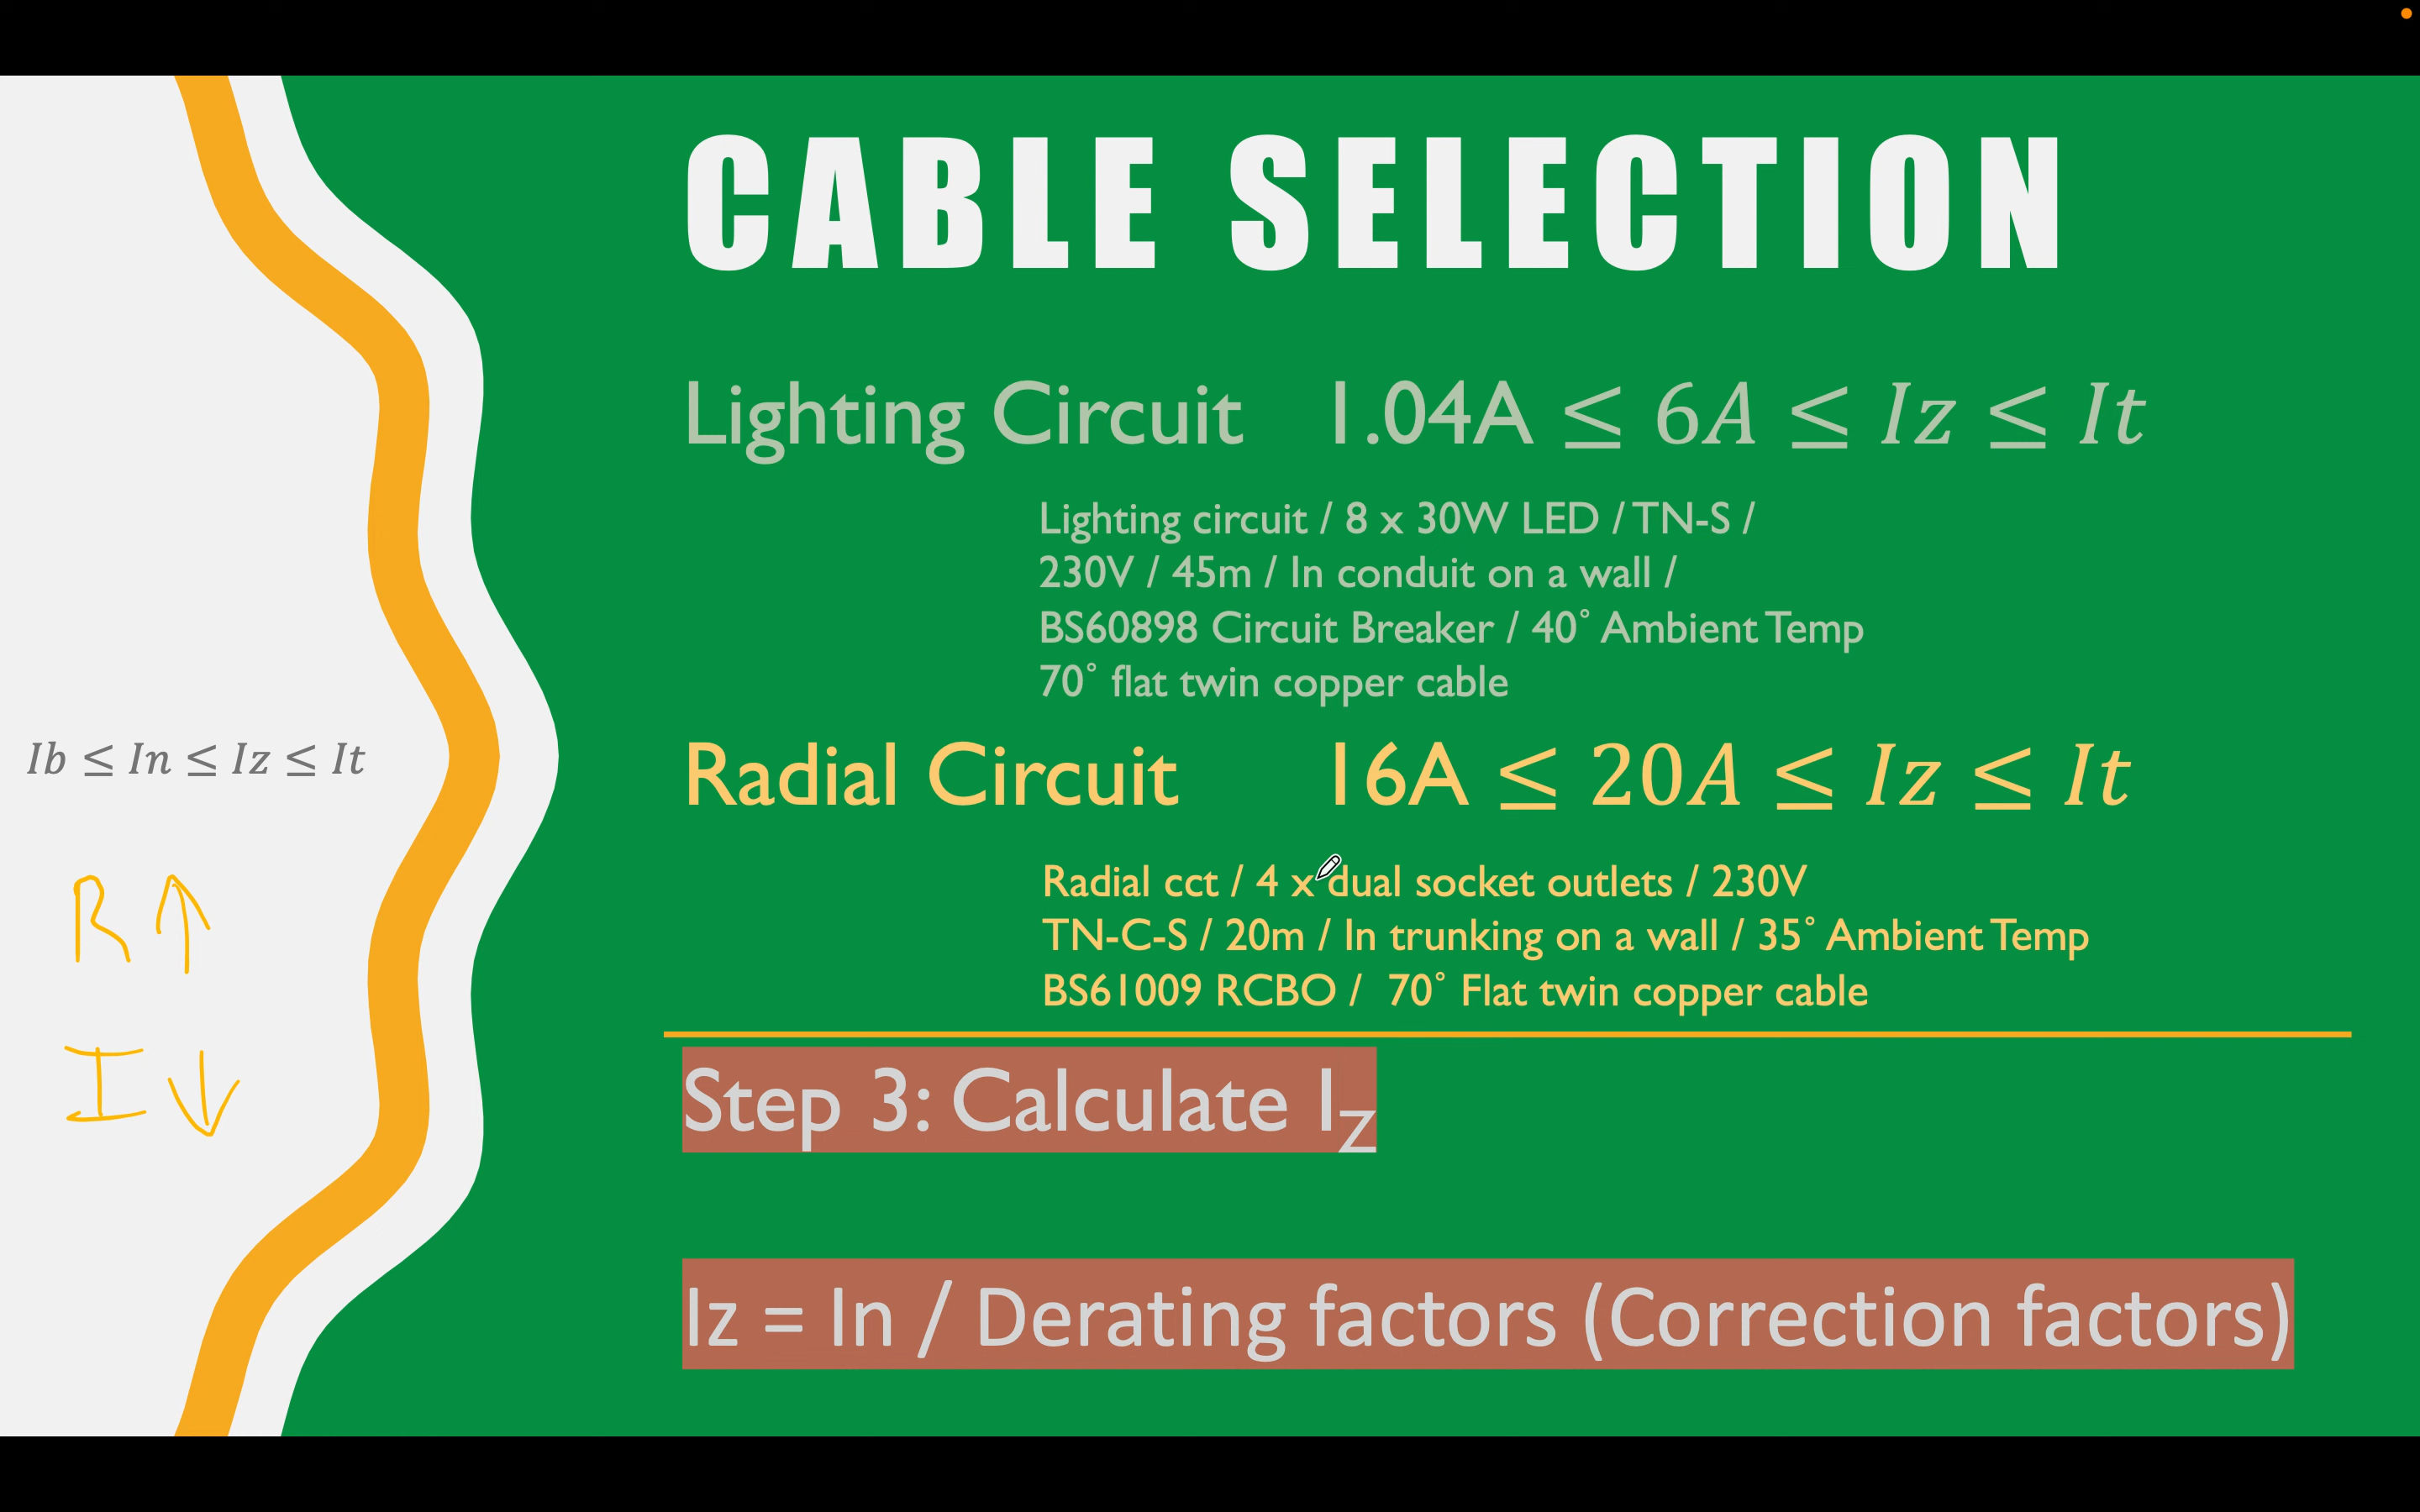 CABLE SELECTION
Lighting Circuit 1.04A ≤ 6A ≤ Iz ≤ It
Lighting circuit / 8 x 30W LED / TN-S /
230V / 45m / In conduit on a wall /
BS60898 Circuit Breaker / 40° Ambient Temp
70° flat twin copper cable
Ib ≤ In ≤ Iz ≤ It
Radial Circuit 16A ≤ 20A ≤ Iz ≤ It
Radial cct / 4 x dual socket outlets / 230V
TN-C-S / 20m / In trunking on a wall / 35° Ambient Temp
BS61009 RCBO / 70° Flat twin copper cable
R↑
I↓
Step 3: Calculate Iz
Iz = In / Derating factors (Correction factors)